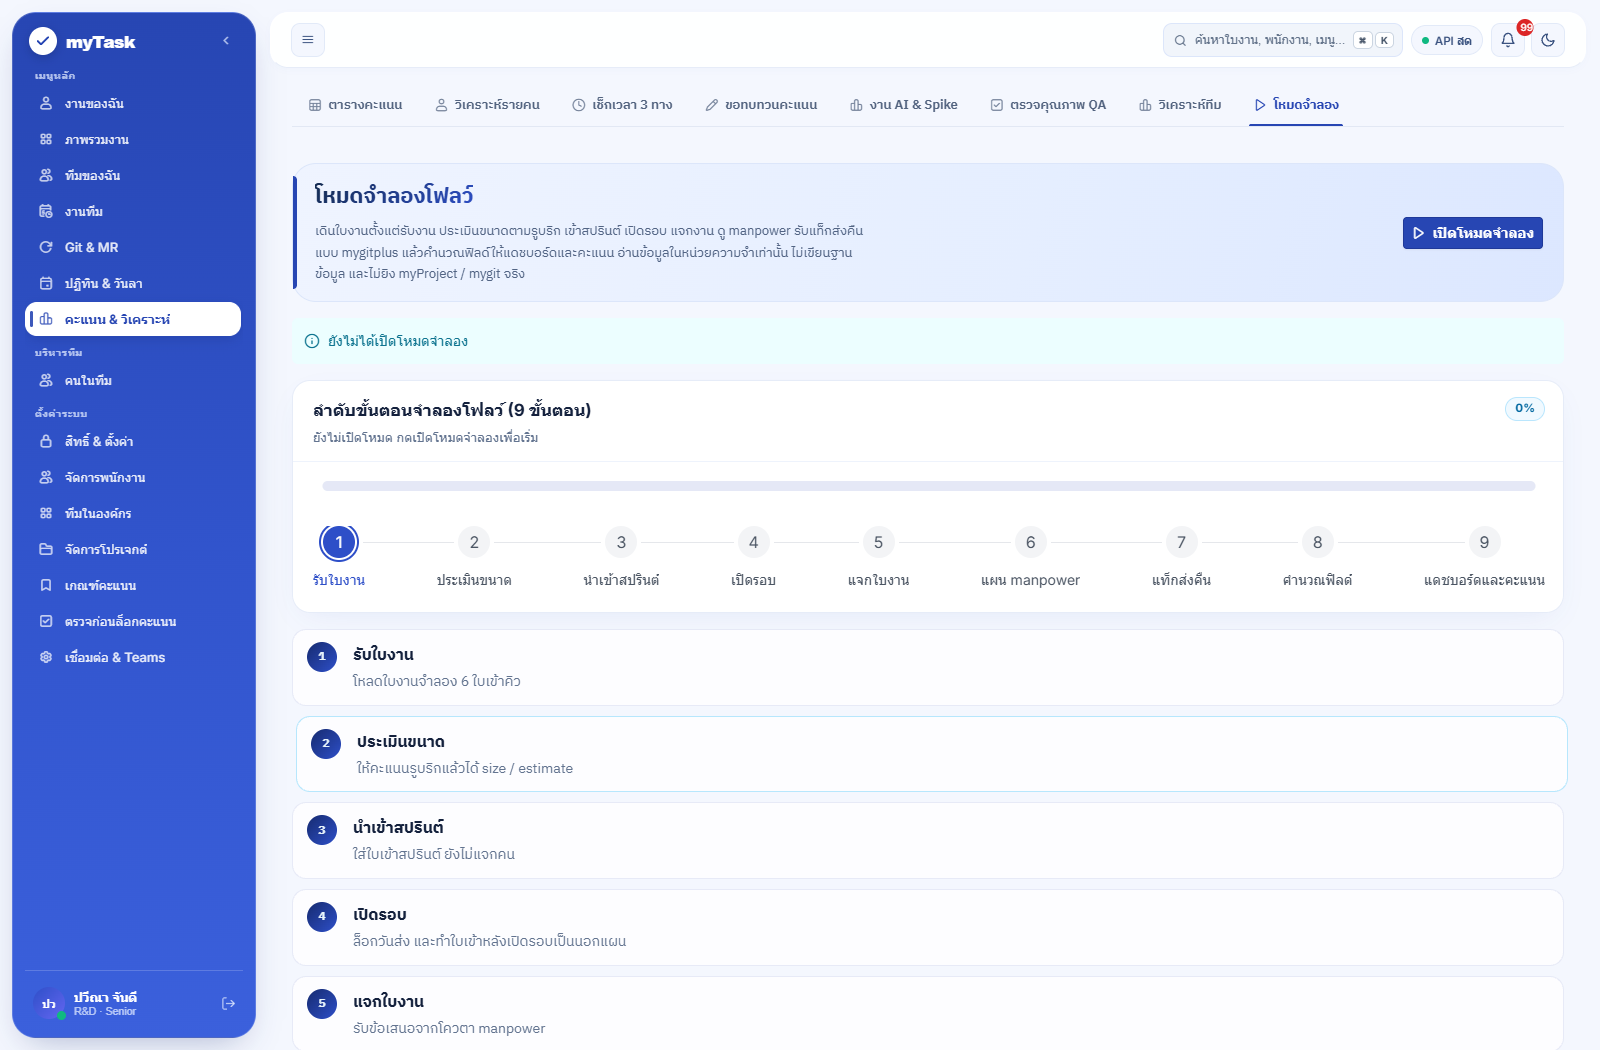 myTask
เมนูหลัก
งานของฉัน
ภาพรวมงาน
ทีมของฉัน
งานทีม
Git & MR
ปฏิทิน & วันลา
คะแนน & วิเคราะห์
บริหารทีม
คนในทีม
ตั้งค่าระบบ
สิทธิ์ & ตั้งค่า
จัดการพนักงาน
ทีมในองค์กร
จัดการโปรเจกต์
เกณฑ์คะแนน
ตรวจก่อนล็อกคะแนน
เชื่อมต่อ & Teams
ปว
ปวีณา จันดี
R&D · Senior
ค้นหาใบงาน, พนักงาน, เมนู...
⌘ K
API สด
99
ตารางคะแนน
วิเคราะห์รายคน
เช็กเวลา 3 ทาง
ขอทบทวนคะแนน
งาน AI & Spike
ตรวจคุณภาพ QA
วิเคราะห์ทีม
โหมดจำลอง
โหมดจำลองโฟลว์
เดินใบงานตั้งแต่รับงาน ประเมินขนาดตามรูบริก เข้าสปรินต์ เปิดรอบ แจกงาน ดู manpower รับแท็กส่งคืน
แบบ mygitplus แล้วคำนวณฟิลด์ให้แดชบอร์ดและคะแนน อ่านข้อมูลในหน่วยความจำเท่านั้น ไม่เขียนฐาน
ข้อมูล และไม่ยิง myProject / mygit จริง
เปิดโหมดจำลอง
ยังไม่ได้เปิดโหมดจำลอง
ลำดับขั้นตอนจำลองโฟลว์ (9 ขั้นตอน)
ยังไม่เปิดโหมด กดเปิดโหมดจำลองเพื่อเริ่ม
0%
1
รับใบงาน
2
ประเมินขนาด
3
นำเข้าสปรินต์
4
เปิดรอบ
5
แจกใบงาน
6
แผน manpower
7
แท็กส่งคืน
8
คำนวณฟิลด์
9
แดชบอร์ดและคะแนน
1
รับใบงาน
โหลดใบงานจำลอง 6 ใบเข้าคิว
2
ประเมินขนาด
ให้คะแนนรูบริกแล้วได้ size / estimate
3
นำเข้าสปรินต์
ใส่ใบเข้าสปรินต์ ยังไม่แจกคน
4
เปิดรอบ
ล็อกวันส่ง และทำใบเข้าหลังเปิดรอบเป็นนอกแผน
5
แจกใบงาน
รับข้อเสนอจากโควตา manpower